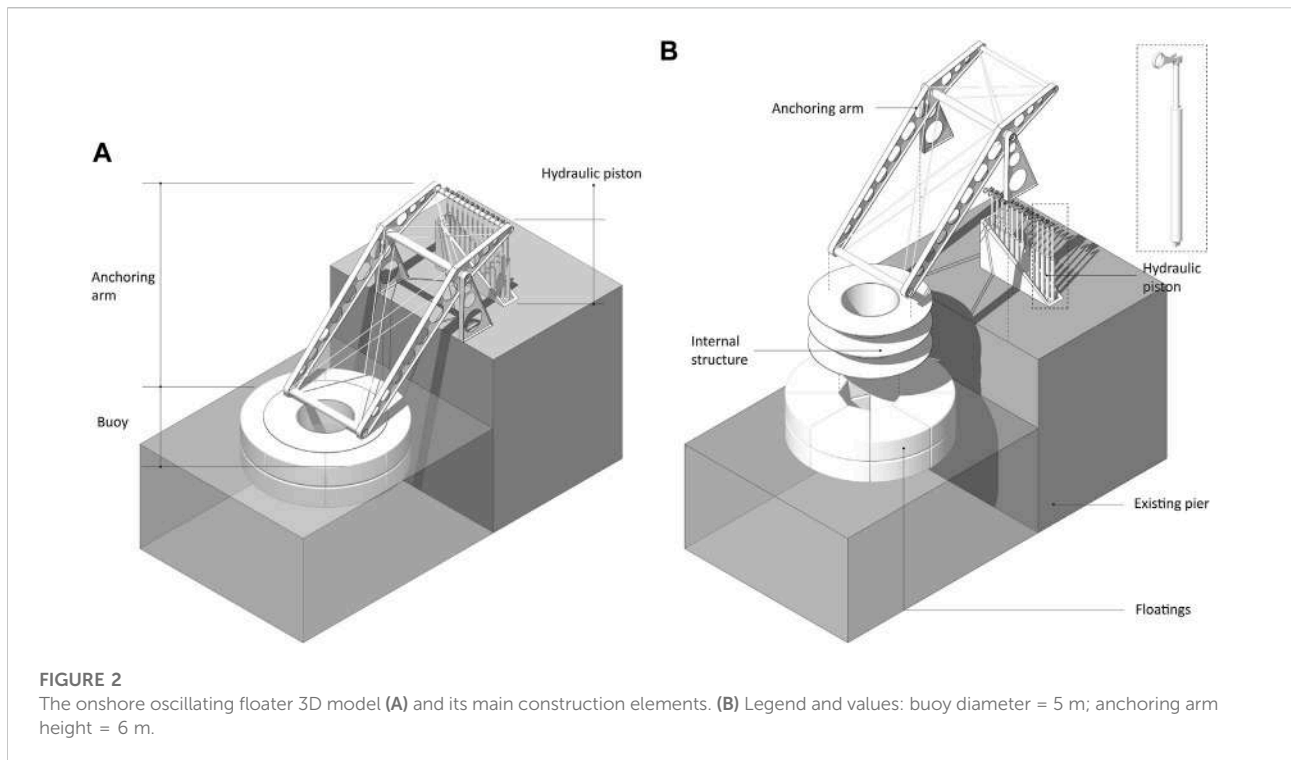 A
Hydraulic piston
Anchoring
arm
Buoy
B
Anchoring arm
Hydraulic
piston
Internal
structure
Existing pier
Floatings
FIGURE 2
The onshore oscillating floater 3D model (A) and its main construction elements. (B) Legend and values: buoy diameter = 5 m; anchoring arm
height = 6 m.